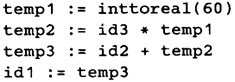 temp1 := inttoreal(60)
temp2 := id3 * temp1
temp3 := id2 + temp2
id1 := temp3